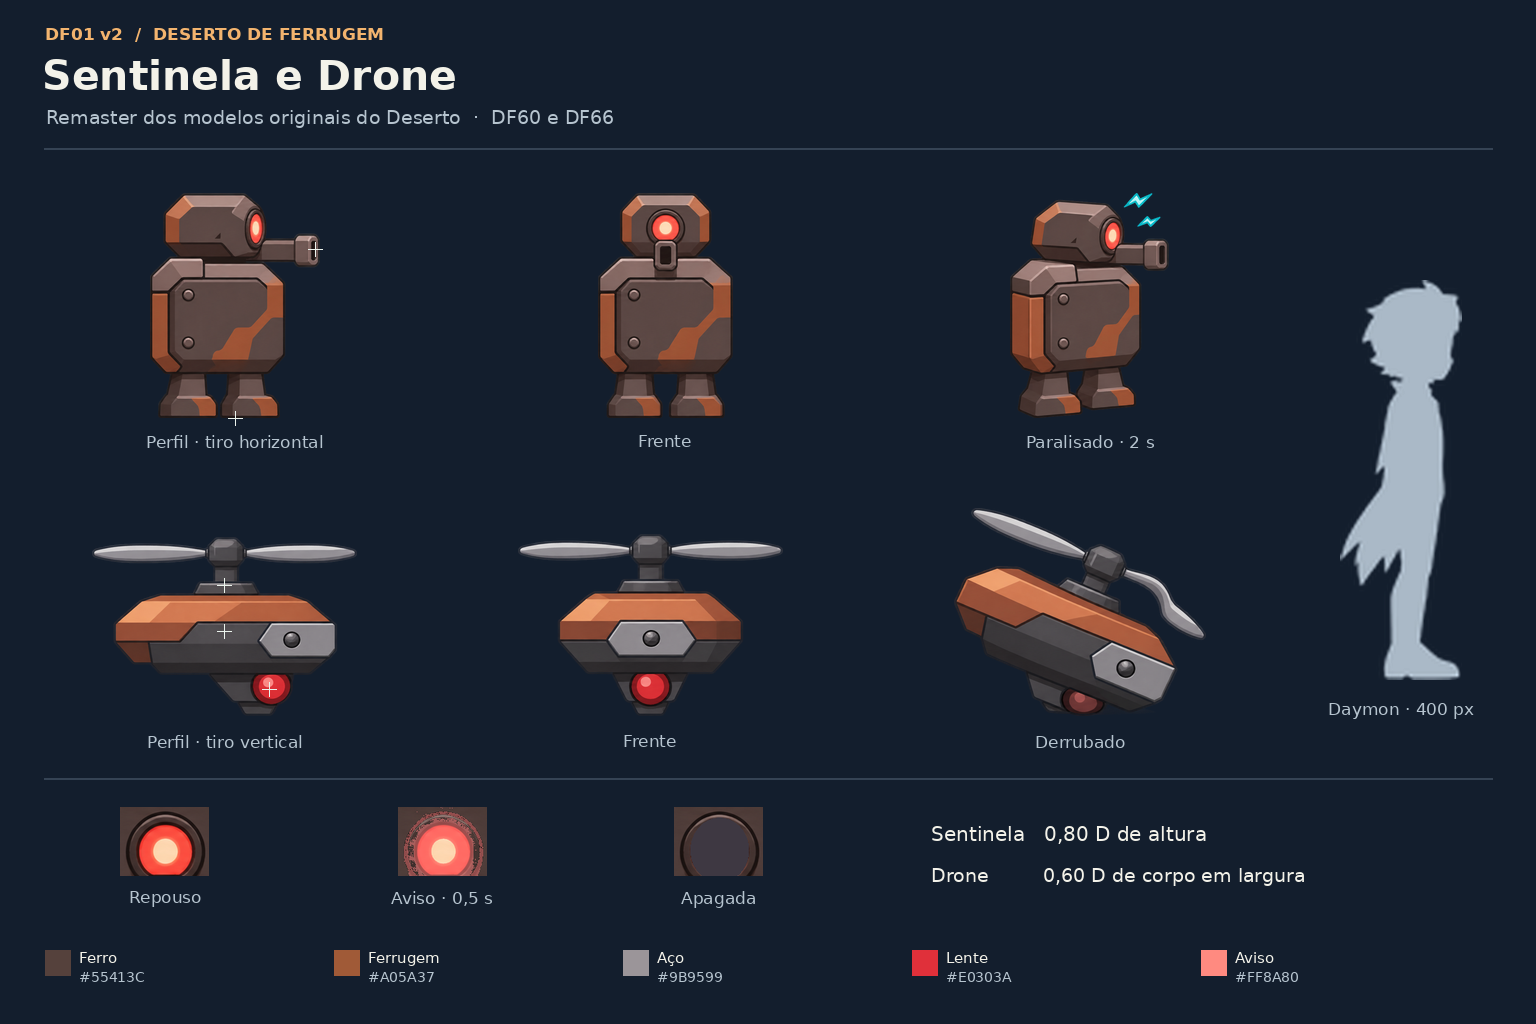 DF01 v2 / DESERTO DE FERRUGEM
Sentinela e Drone
Remaster dos modelos originais do Deserto · DF60 e DF66
Perfil · tiro horizontal
Frente
Paralisado · 2 s
Daymon · 400 px
Perfil · tiro vertical
Frente
Derrubado
Repouso
Aviso · 0,5 s
Apagada
Sentinela 0,80 D de altura
Drone 0,60 D de corpo em largura
Ferro
#55413C
Ferrugem
#A05A37
Aço
#9B9599
Lente
#E0303A
Aviso
#FF8A80